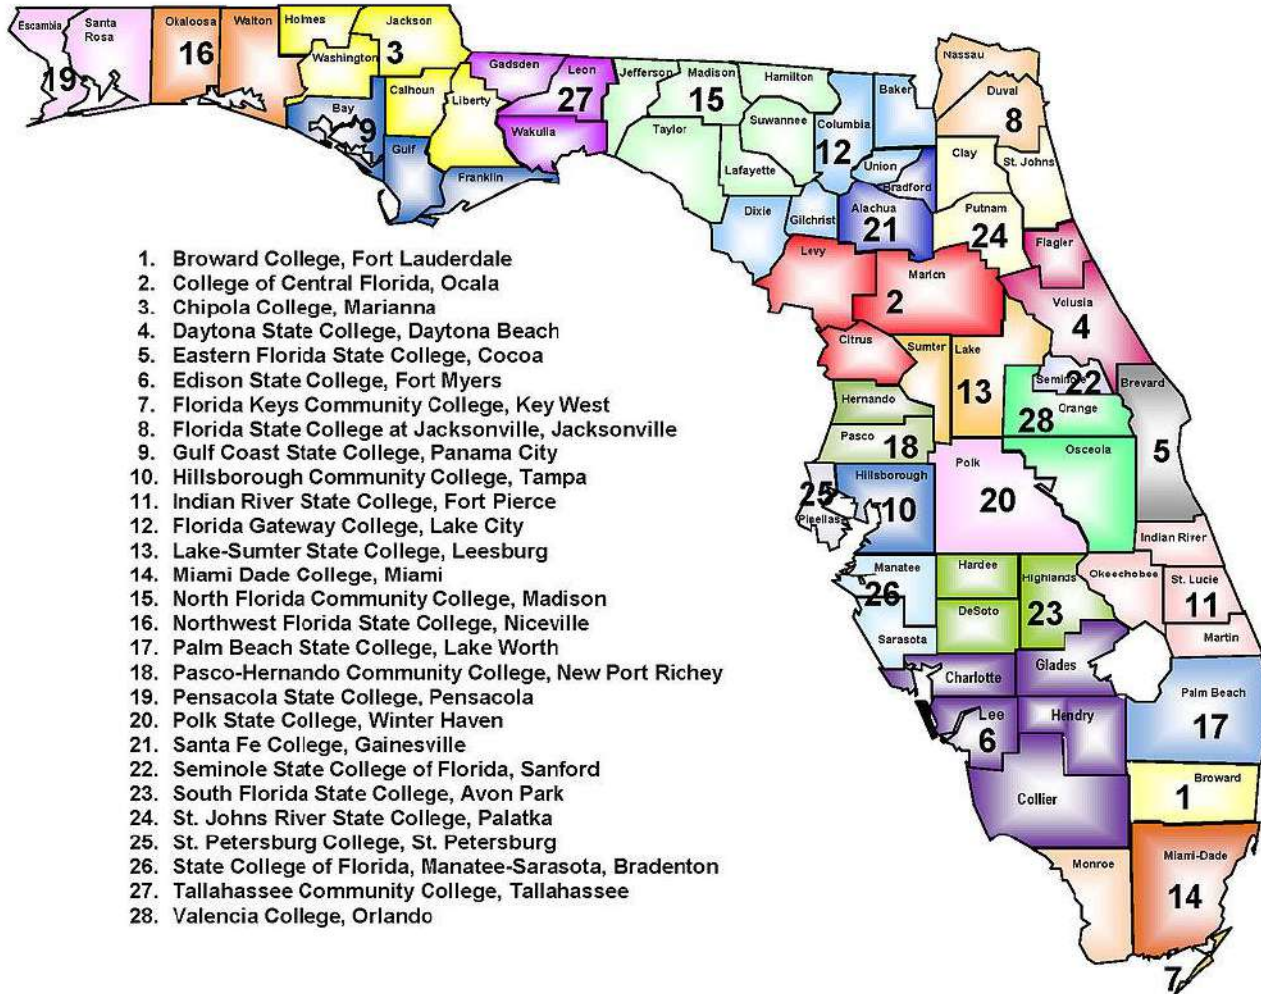 Escambia
Santa
Rosa
19
Okaloosa
16
Walton
Holmes
Jackson
Washington
3
Calhoun
Liberty
Bay
9
Gulf
Franklin
Gadsden
Leon
27
Wakulla
Jefferson
Madison
15
Hamilton
Taylor
Suwannee
Lafayette
Columbia
12
Baker
Union
Bradford
Dixie
Gilchrist
Alachua
21
Nassau
Duval
8
Clay
St. Johns
Putnam
24
Flagler
Levy
Marion
2
Citrus
Volusia
4
Sumter
Lake
13
Seminole
22
Brevard
5
Orange
28
Osceola
Hernando
Pasco
18
Polk
20
Hillsborough
10
25
Pinellas
Indian River
Manatee
26
Sarasota
Hardee
DeSoto
Highlands
23
Okeechobee
St. Lucie
11
Martin
Charlotte
Glades
Lee
6
Hendry
Collier
Palm Beach
17
Broward
1
Monroe
Miami-Dade
14
7
1. Broward College, Fort Lauderdale
2. College of Central Florida, Ocala
3. Chipola College, Marianna
4. Daytona State College, Daytona Beach
5. Eastern Florida State College, Cocoa
6. Edison State College, Fort Myers
7. Florida Keys Community College, Key West
8. Florida State College at Jacksonville, Jacksonville
9. Gulf Coast State College, Panama City
10. Hillsborough Community College, Tampa
11. Indian River State College, Fort Pierce
12. Florida Gateway College, Lake City
13. Lake-Sumter State College, Leesburg
14. Miami Dade College, Miami
15. North Florida Community College, Madison
16. Northwest Florida State College, Niceville
17. Palm Beach State College, Lake Worth
18. Pasco-Hernando Community College, New Port Richey
19. Pensacola State College, Pensacola
20. Polk State College, Winter Haven
21. Santa Fe College, Gainesville
22. Seminole State College of Florida, Sanford
23. South Florida State College, Avon Park
24. St. Johns River State College, Palatka
25. St. Petersburg College, St. Petersburg
26. State College of Florida, Manatee-Sarasota, Bradenton
27. Tallahassee Community College, Tallahassee
28. Valencia College, Orlando